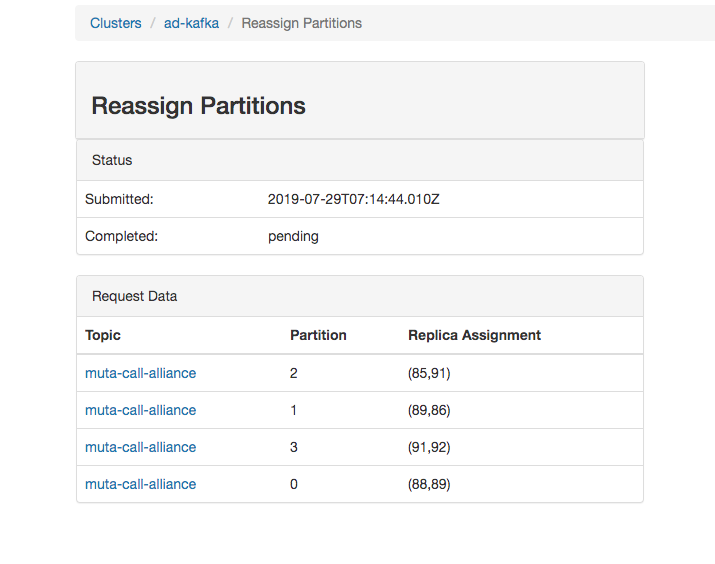 Clusters / ad-kafka / Reassign Partitions
Reassign Partitions
Status
Submitted: 2019-07-29T07:14:44.010Z
Completed: pending
Request Data
Topic Partition Replica Assignment
muta-call-alliance 2 (85,91)
muta-call-alliance 1 (89,86)
muta-call-alliance 3 (91,92)
muta-call-alliance 0 (88,89)